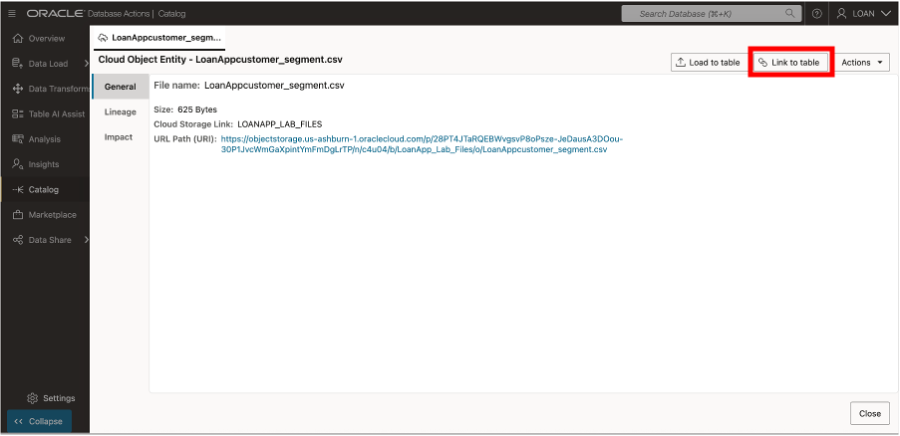 ORACLE Database Actions | Catalog
Search Database (⌘+K)
LOAN
Overview
Data Load
Data Transform
Table AI Assist
Analysis
Insights
Catalog
Marketplace
Data Share
Settings
Collapse
LoanAppcustomer_segm...
Cloud Object Entity - LoanAppcustomer_segment.csv
Load to table
Link to table
Actions
General
Lineage
Impact
File name: LoanAppcustomer_segment.csv
Size: 625 Bytes
Cloud Storage Link: LOANAPP_LAB_FILES
URL Path (URI): https://objectstorage.us-ashburn-1.oraclecloud.com/p/28PT4JTaRQEBWvgsvP8oPsze-JeDausA3DOou-
30P1JvcWmGaXpintYmFmDgLrTP/n/c4u04/b/LoanApp_Lab_Files/o/LoanAppcustomer_segment.csv
Close